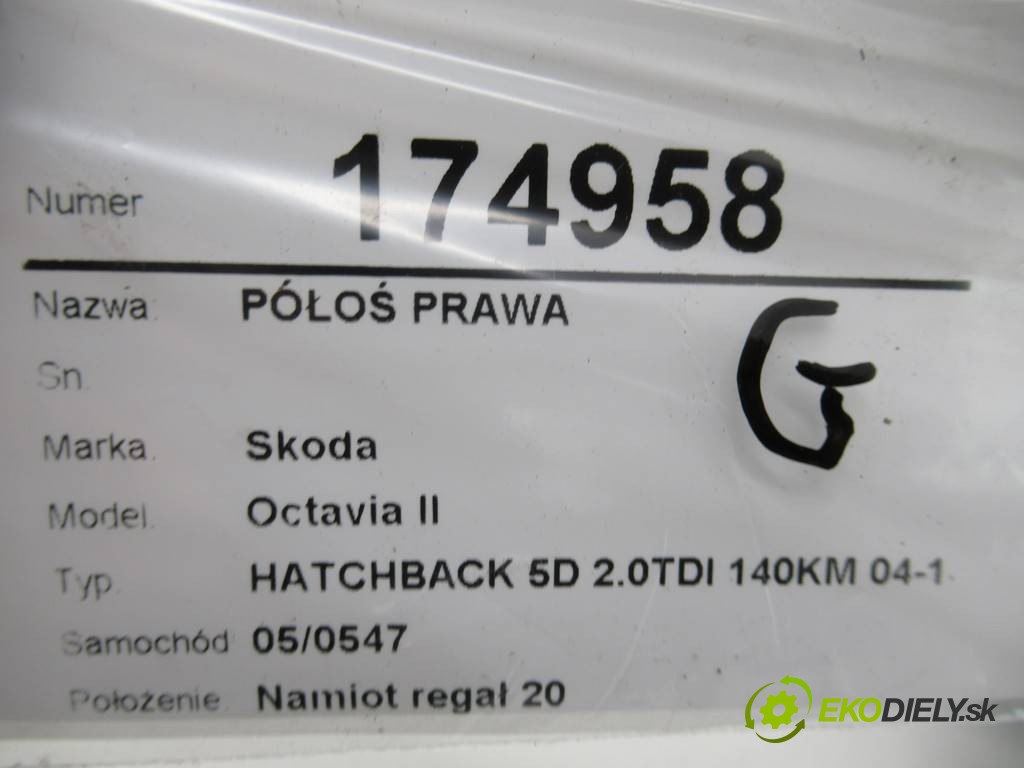 Numer 174958
Nazwa: PÓŁOŚ PRAWA
G
Sn.
Marka. Skoda
Model. Octavia II
Typ. HATCHBACK 5D 2.0TDI 140KM 04-1
Samochód 05/0547
Położenie. Namiot regał 20
EKODIELY.sk